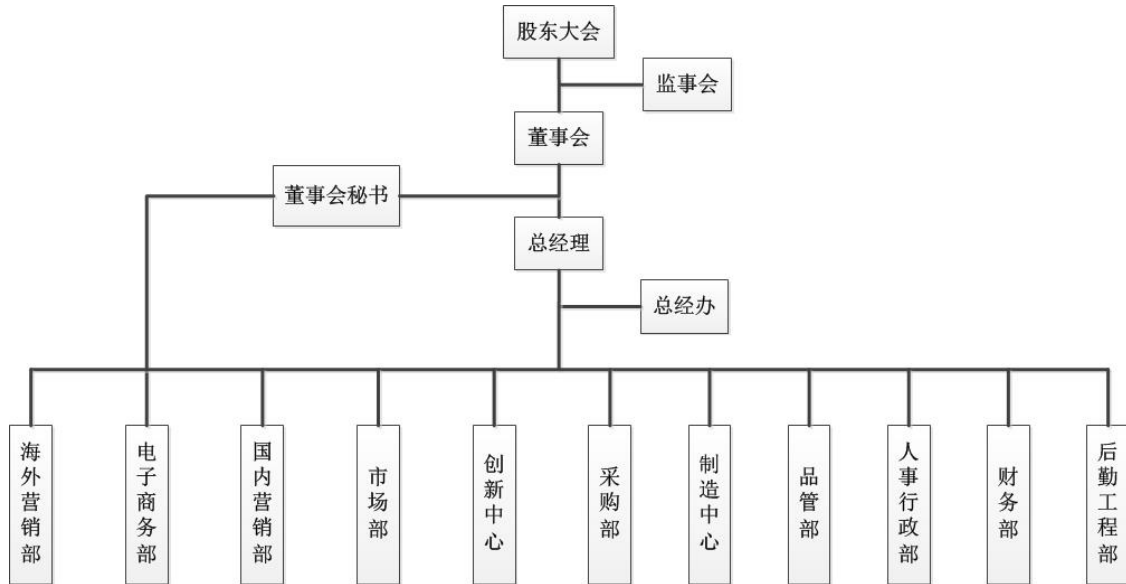 股东大会
监事会
董事会
董事会秘书
总经理
总经办
海外营销部
电子商务部
国内营销部
市场部
创新中心
采购部
制造中心
品管部
人事行政部
财务部
后勤工程部